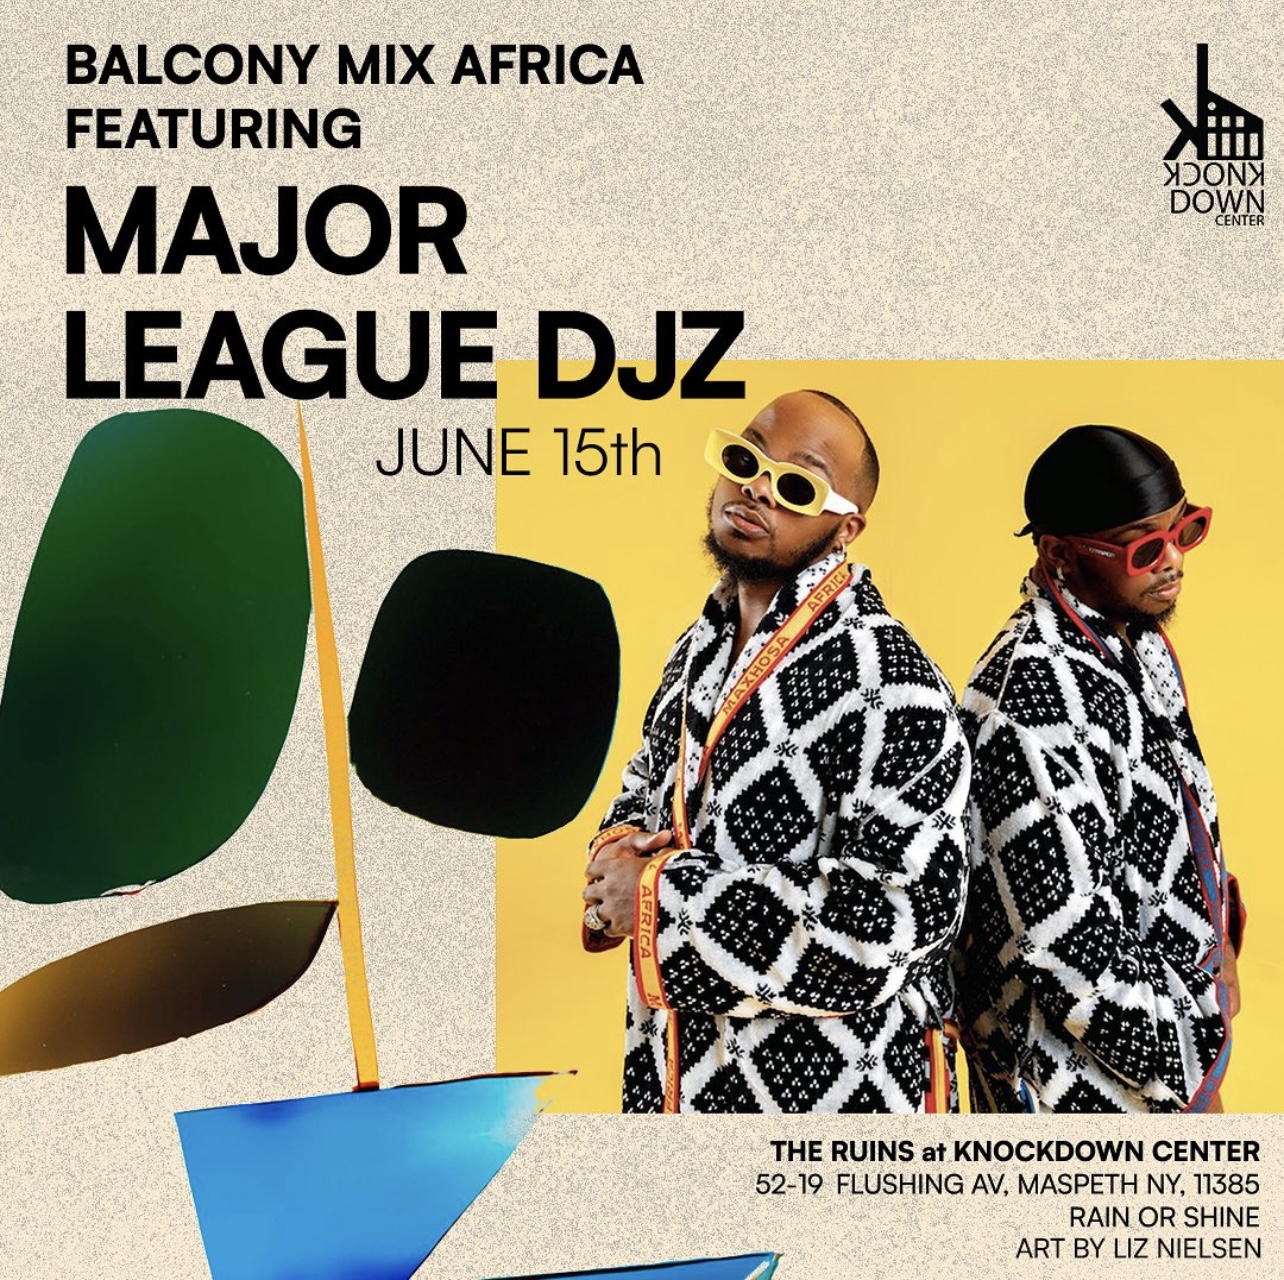 BALCONY MIX AFRICA
FEATURING
MAJOR
LEAGUE DJZ
JUNE 15th
KNOCK
DOWN
CENTER
MAXHOSA AFRICA
AFRICA
THE RUINS at KNOCKDOWN CENTER
52-19 FLUSHING AV, MASPETH NY, 11385
RAIN OR SHINE
ART BY LIZ NIELSEN